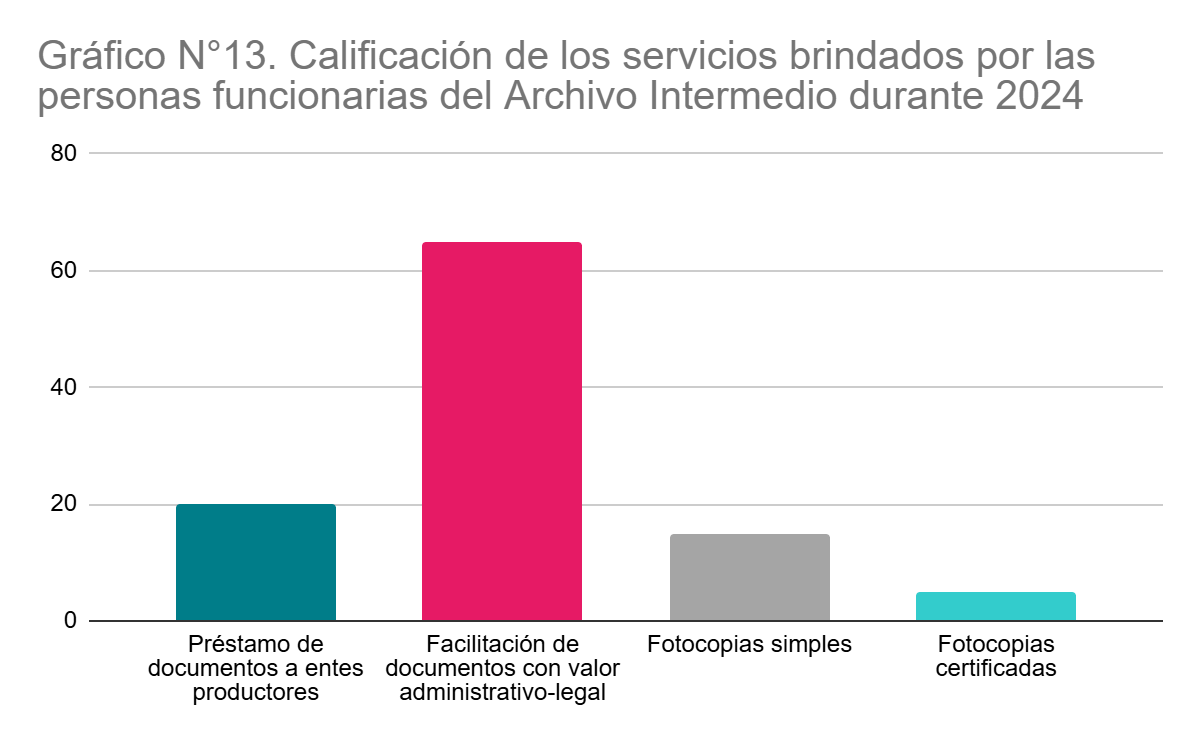 Gráfico N°13. Calificación de los servicios brindados por las
personas funcionarias del Archivo Intermedio durante 2024
80
60
40
20
0
Préstamo de
documentos a entes
productores
Facilitación de
documentos con valor
administrativo-legal
Fotocopias simples
Fotocopias
certificadas